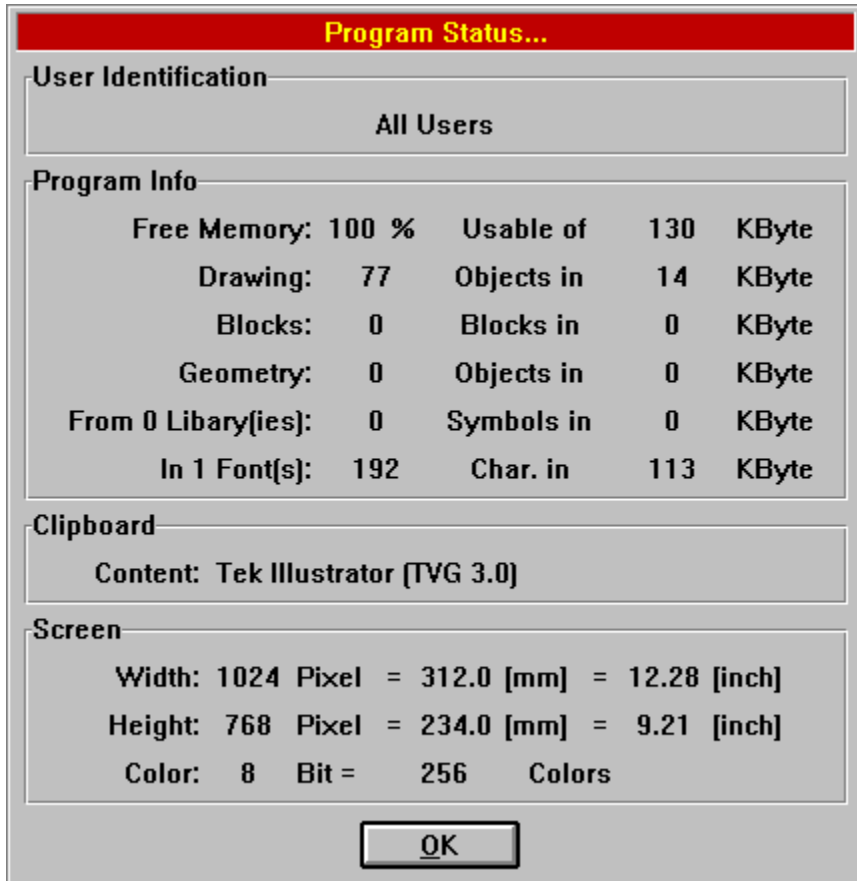 Program Status...
User Identification
All Users
Program Info
Free Memory: 100 % Usable of 130 KByte
Drawing: 77 Objects in 14 KByte
Blocks: 0 Blocks in 0 KByte
Geometry: 0 Objects in 0 KByte
From 0 Libary(ies): 0 Symbols in 0 KByte
In 1 Font(s): 192 Char. in 113 KByte
Clipboard
Content: Tek Illustrator (TVG 3.0)
Screen
Width: 1024 Pixel = 312.0 [mm] = 12.28 [inch]
Height: 768 Pixel = 234.0 [mm] = 9.21 [inch]
Color: 8 Bit = 256 Colors
OK